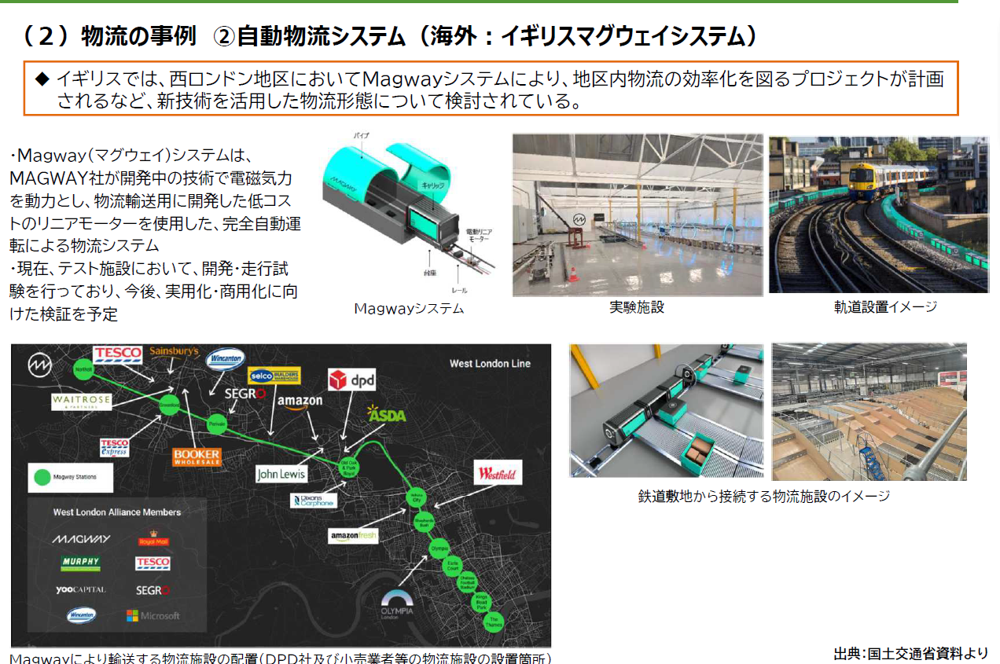 （２）物流の事例　②自動物流システム（海外：イギリスマグウェイシステム）
◆ イギリスでは、西ロンドン地区においてMagwayシステムにより、地区内物流の効率化を図るプロジェクトが計画
されるなど、新技術を活用した物流形態について検討されている。
・Magway（マグウェイ）システムは、
MAGWAY社が開発中の技術で電磁気力
を動力とし、物流輸送用に開発した低コス
トのリニアモーターを使用した、完全自動運
転による物流システム
・現在、テスト施設において、開発・走行試
験を行っており、今後、実用化・商用化に向
けた検証を予定
パイプ
MAGWAY
キャリッジ
電動リニア
モーター
台座
レール
Magwayシステム
実験施設
軌道設置イメージ
West London Line
TESCO
Sainsbury's
Wincanton
Northolt
selco BUILDERS WAREHOUSE
dpd
WAITROSE
& PARTNERS
Greenford
SEGRO
amazon
ASDA
Perivale
TESCO
express
BOOKER
WHOLESALE
Magway Stations
John Lewis
Old Oak
& Park
Royal
Westfield
Dixons
Carphone
White
City
Shepherds
Bush
amazonfresh
Olympia
Earls
Court
Chelsea
Football
Stadium
Kings
Road
Park
The
Thames
OLYMPIA
London
West London Alliance Members
MAGWAY
Royal Mail
MURPHY
TESCO
YOOCAPITAL
SEGRO
Wincanton
Microsoft
鉄道敷地から接続する物流施設のイメージ
Magwayにより輸送する物流施設の配置（DPD社及び小売業者等の物流施設の設置箇所）
出典：国土交通省資料より